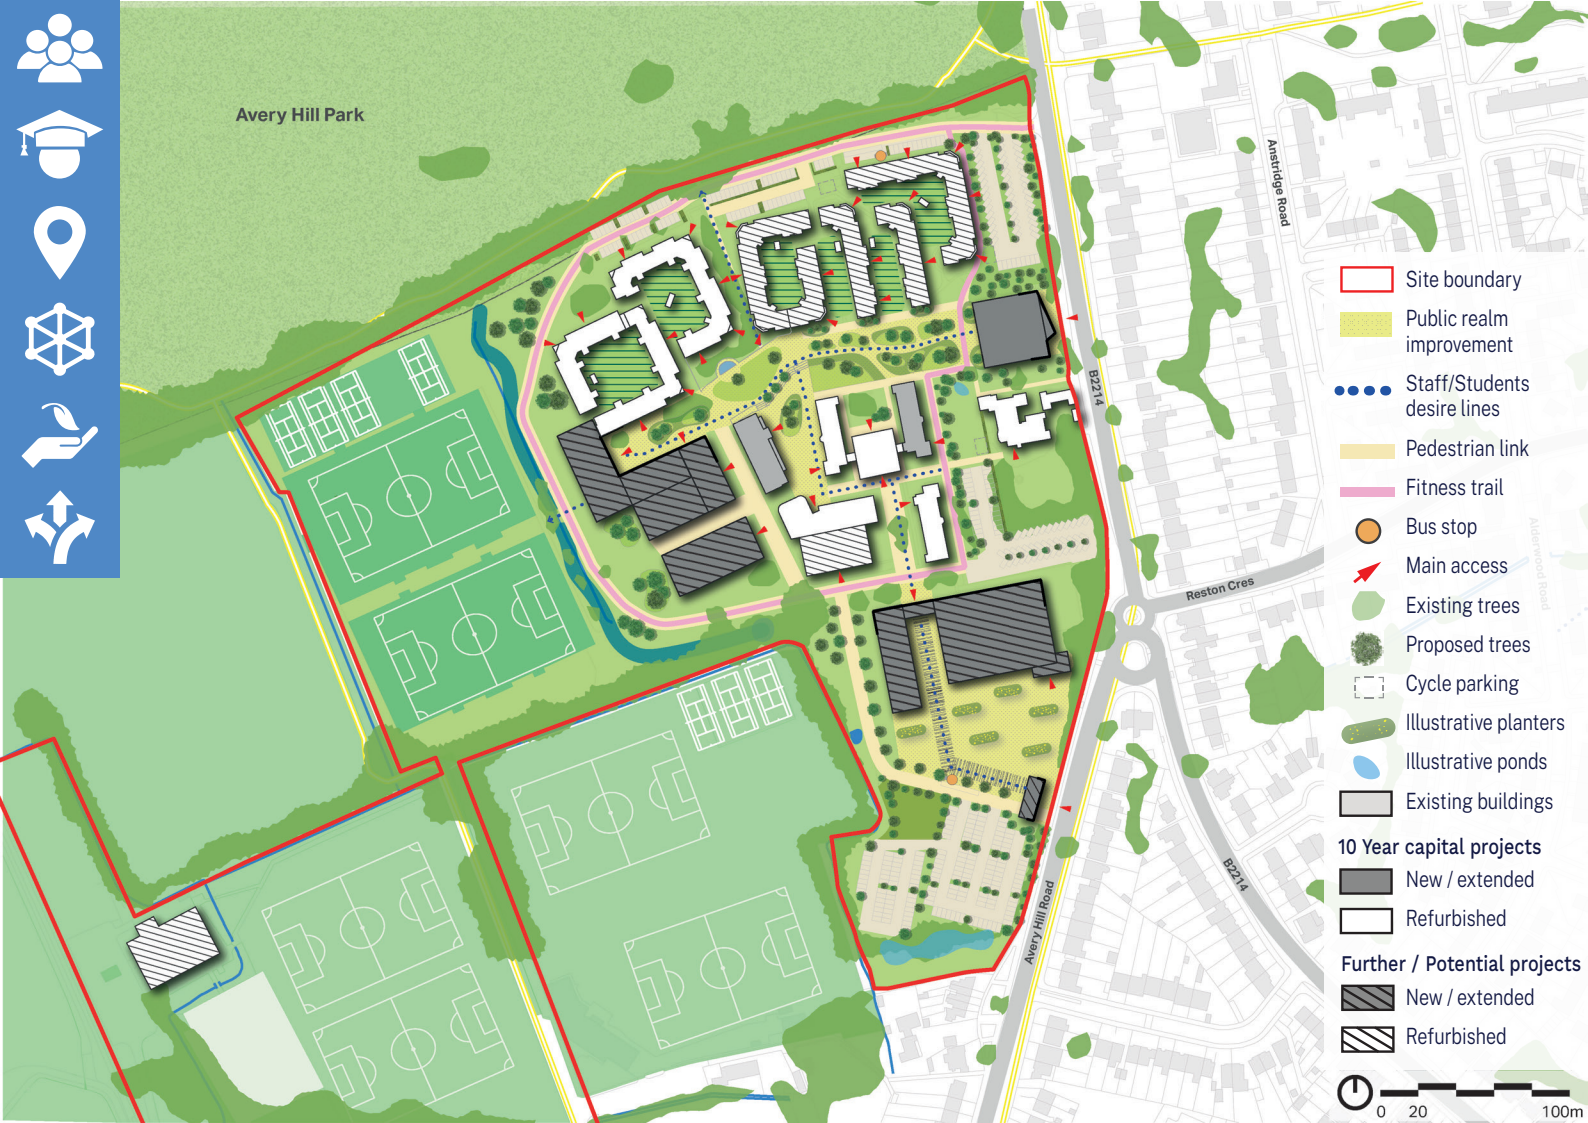 Avery Hill Park
Anstridge Road
B2214
Reston Cres
Alderwood Road
B2214
Avery Hill Road
Site boundary
Public realm
improvement
Staff/Students
desire lines
Pedestrian link
Fitness trail
Bus stop
Main access
Existing trees
Proposed trees
Cycle parking
Illustrative planters
Illustrative ponds
Existing buildings
10 Year capital projects
New / extended
Refurbished
Further / Potential projects
New / extended
Refurbished
0 20 100m